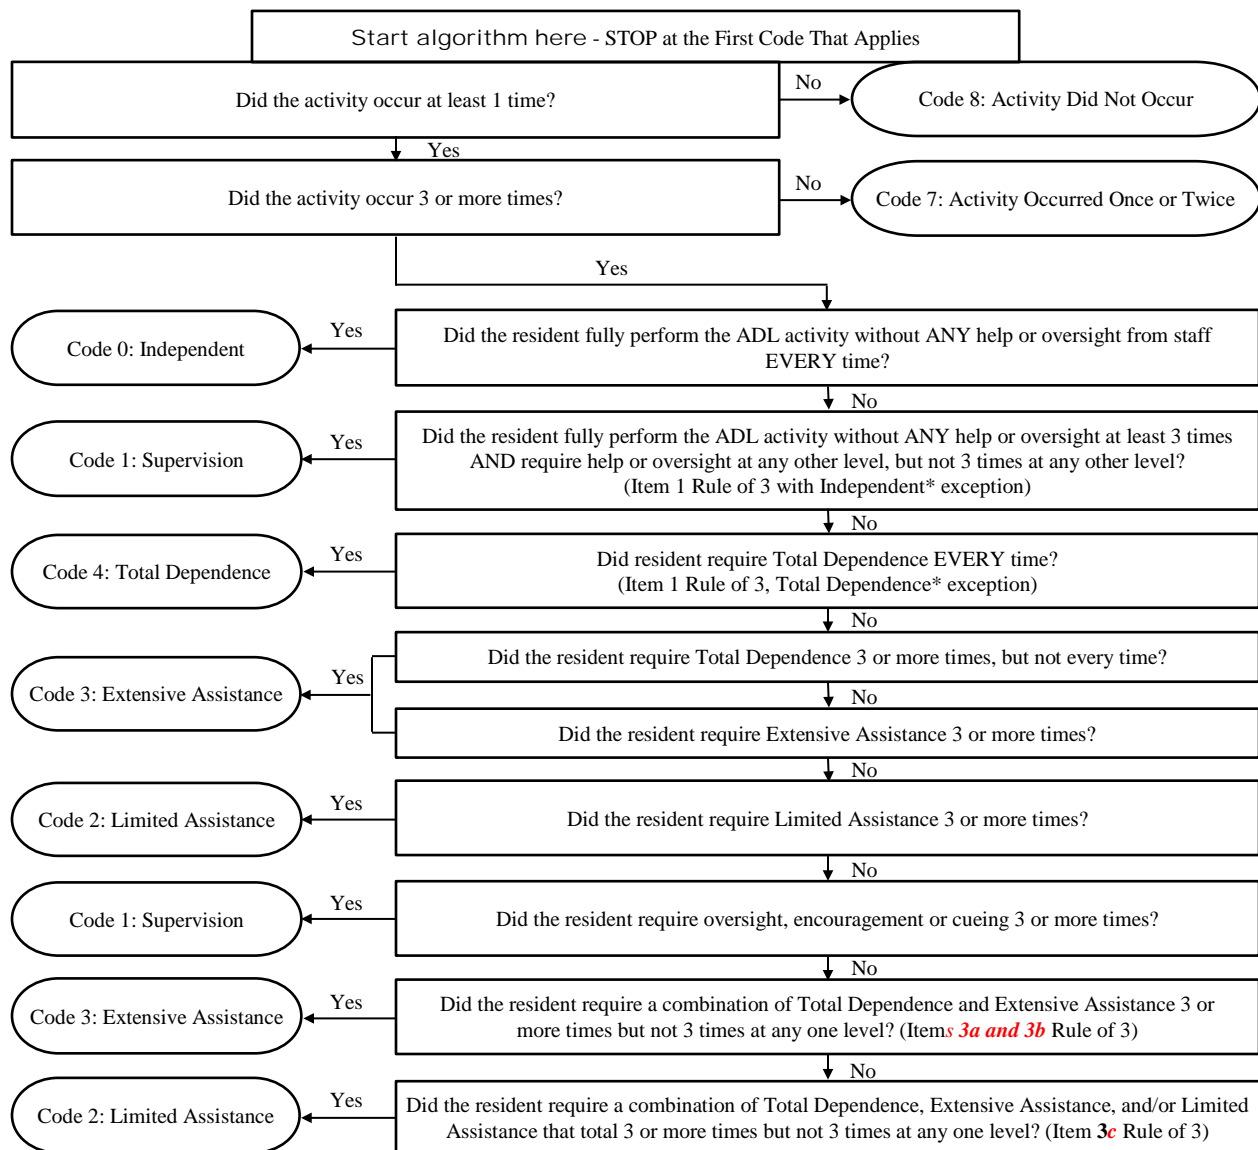 Start algorithm here - STOP at the First Code That Applies
Did the activity occur at least 1 time?
No
Code 8: Activity Did Not Occur
Yes
Did the activity occur 3 or more times?
No
Code 7: Activity Occurred Once or Twice
Yes
Code 0: Independent
Yes
Did the resident fully perform the ADL activity without ANY help or oversight from staff
EVERY time?
No
Code 1: Supervision
Yes
Did the resident fully perform the ADL activity without ANY help or oversight at least 3 times
AND require help or oversight at any other level, but not 3 times at any other level?
(Item 1 Rule of 3 with Independent* exception)
No
Code 4: Total Dependence
Yes
Did resident require Total Dependence EVERY time?
(Item 1 Rule of 3, Total Dependence* exception)
No
Did the resident require Total Dependence 3 or more times, but not every time?
Code 3: Extensive Assistance
Yes
No
Did the resident require Extensive Assistance 3 or more times?
No
Code 2: Limited Assistance
Yes
Did the resident require Limited Assistance 3 or more times?
No
Code 1: Supervision
Yes
Did the resident require oversight, encouragement or cueing 3 or more times?
No
Code 3: Extensive Assistance
Yes
Did the resident require a combination of Total Dependence and Extensive Assistance 3 or
more times but not 3 times at any one level? (Items 3a and 3b Rule of 3)
No
Code 2: Limited Assistance
Yes
Did the resident require a combination of Total Dependence, Extensive Assistance, and/or Limited
Assistance that total 3 or more times but not 3 times at any one level? (Item 3c Rule of 3)